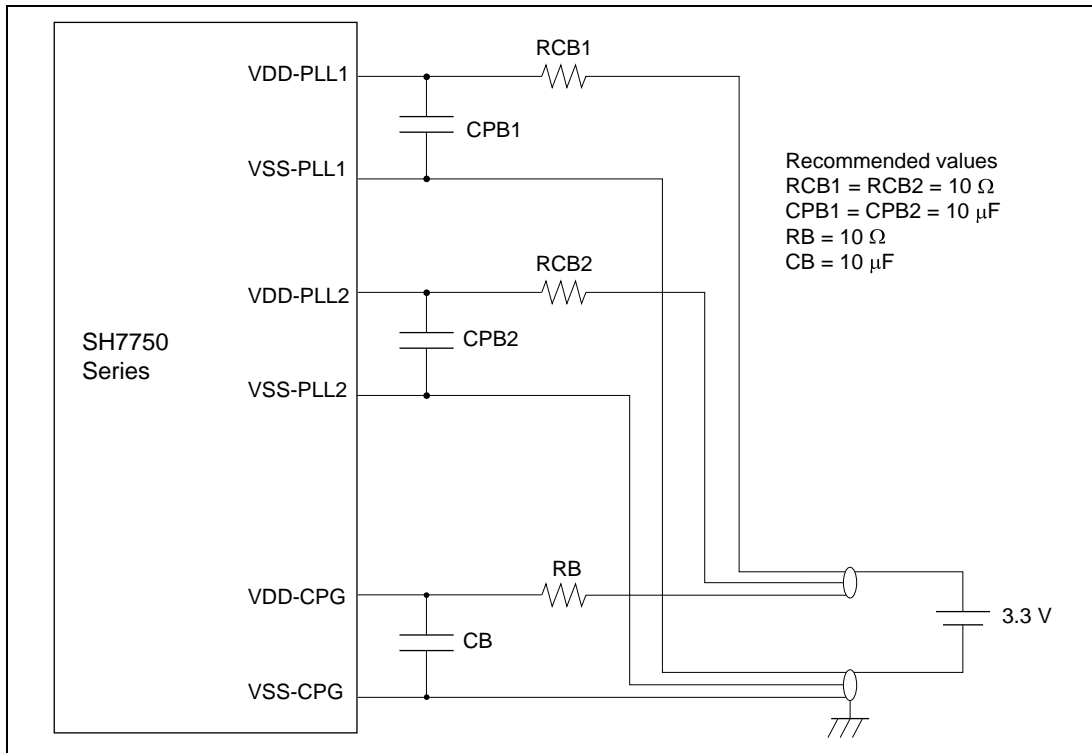 RCB1
VDD-PLL1
CPB1
VSS-PLL1
Recommended values
RCB1 = RCB2 = 10 Ω
CPB1 = CPB2 = 10 μF
RB = 10 Ω
CB = 10 μF
RCB2
VDD-PLL2
CPB2
SH7750
Series
VSS-PLL2
RB
VDD-CPG
3.3 V
CB
VSS-CPG